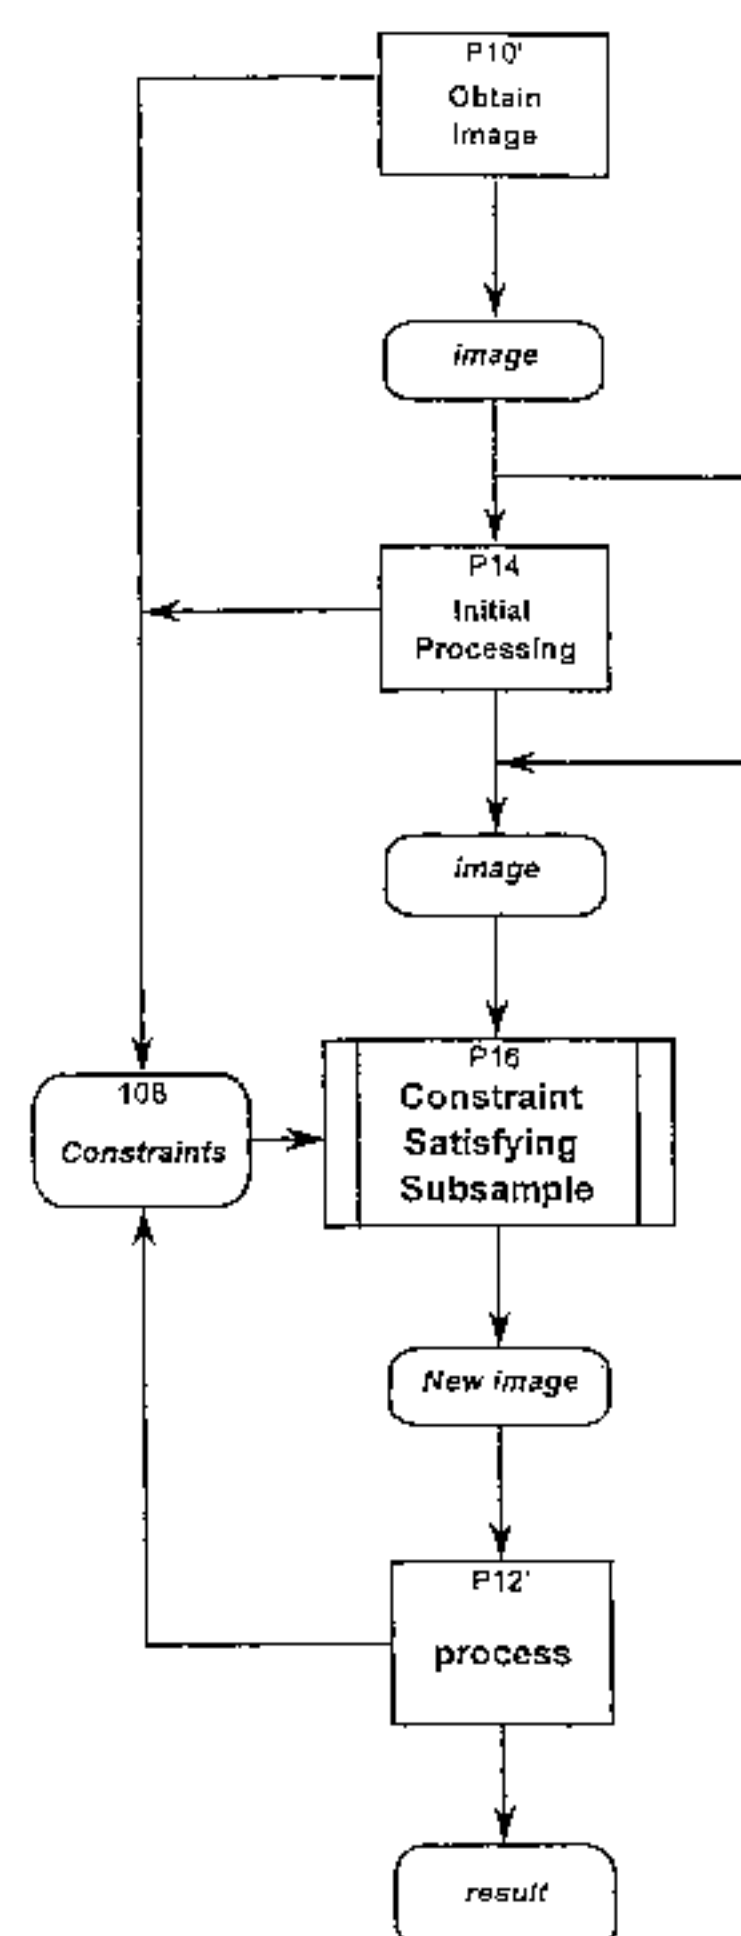 P10'
Obtain
Image
image
P14
Initial
Processing
image
P16
Constraint
Satisfying
Subsample
108
Constraints
New image
P12'
process
result